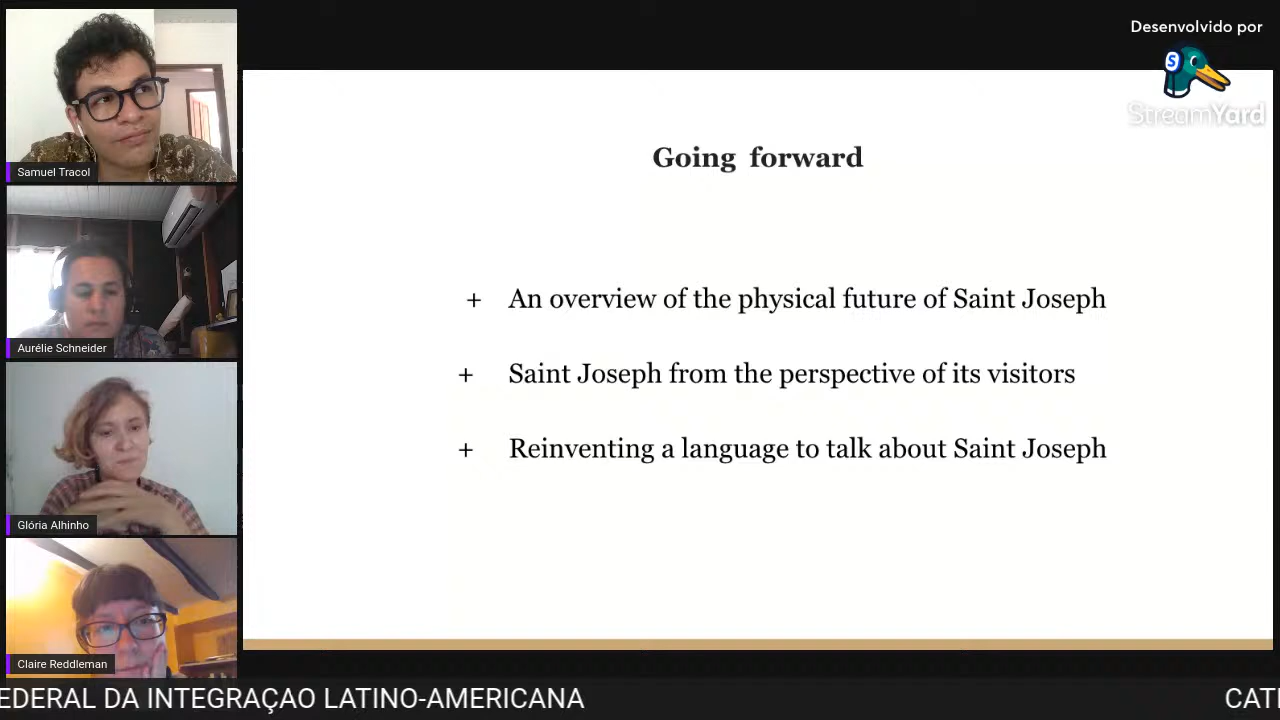 Desenvolvido por
S
StreamYard
Going forward
+ An overview of the physical future of Saint Joseph
+ Saint Joseph from the perspective of its visitors
+ Reinventing a language to talk about Saint Joseph
Samuel Tracol
Aurélie Schneider
Glória Alhinho
Claire Reddleman
EDERAL DA INTEGRAÇAO LATINO-AMERICANA